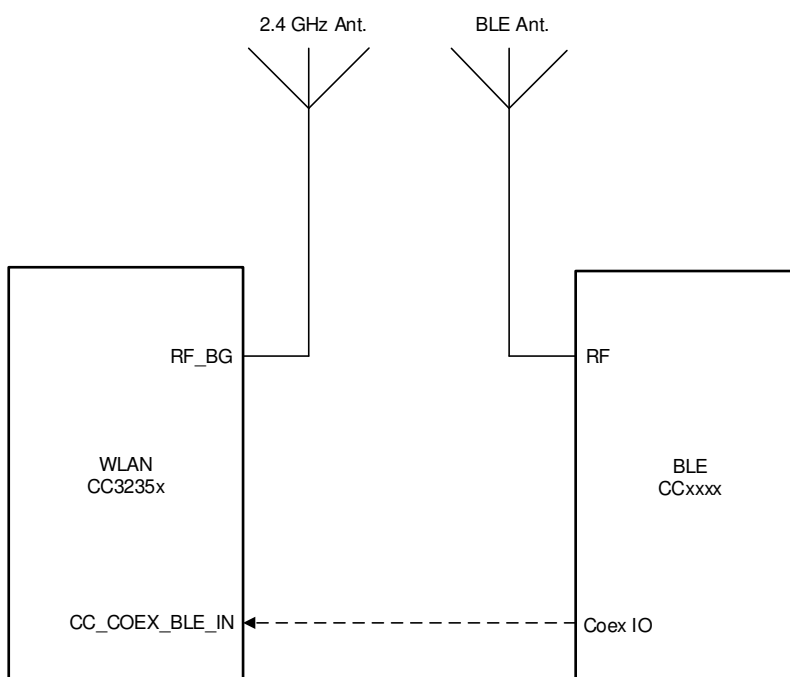 2.4 GHz Ant.
BLE Ant.
RF_BG
RF
WLAN
CC3235x
BLE
CCxxxx
CC_COEX_BLE_IN
Coex IO